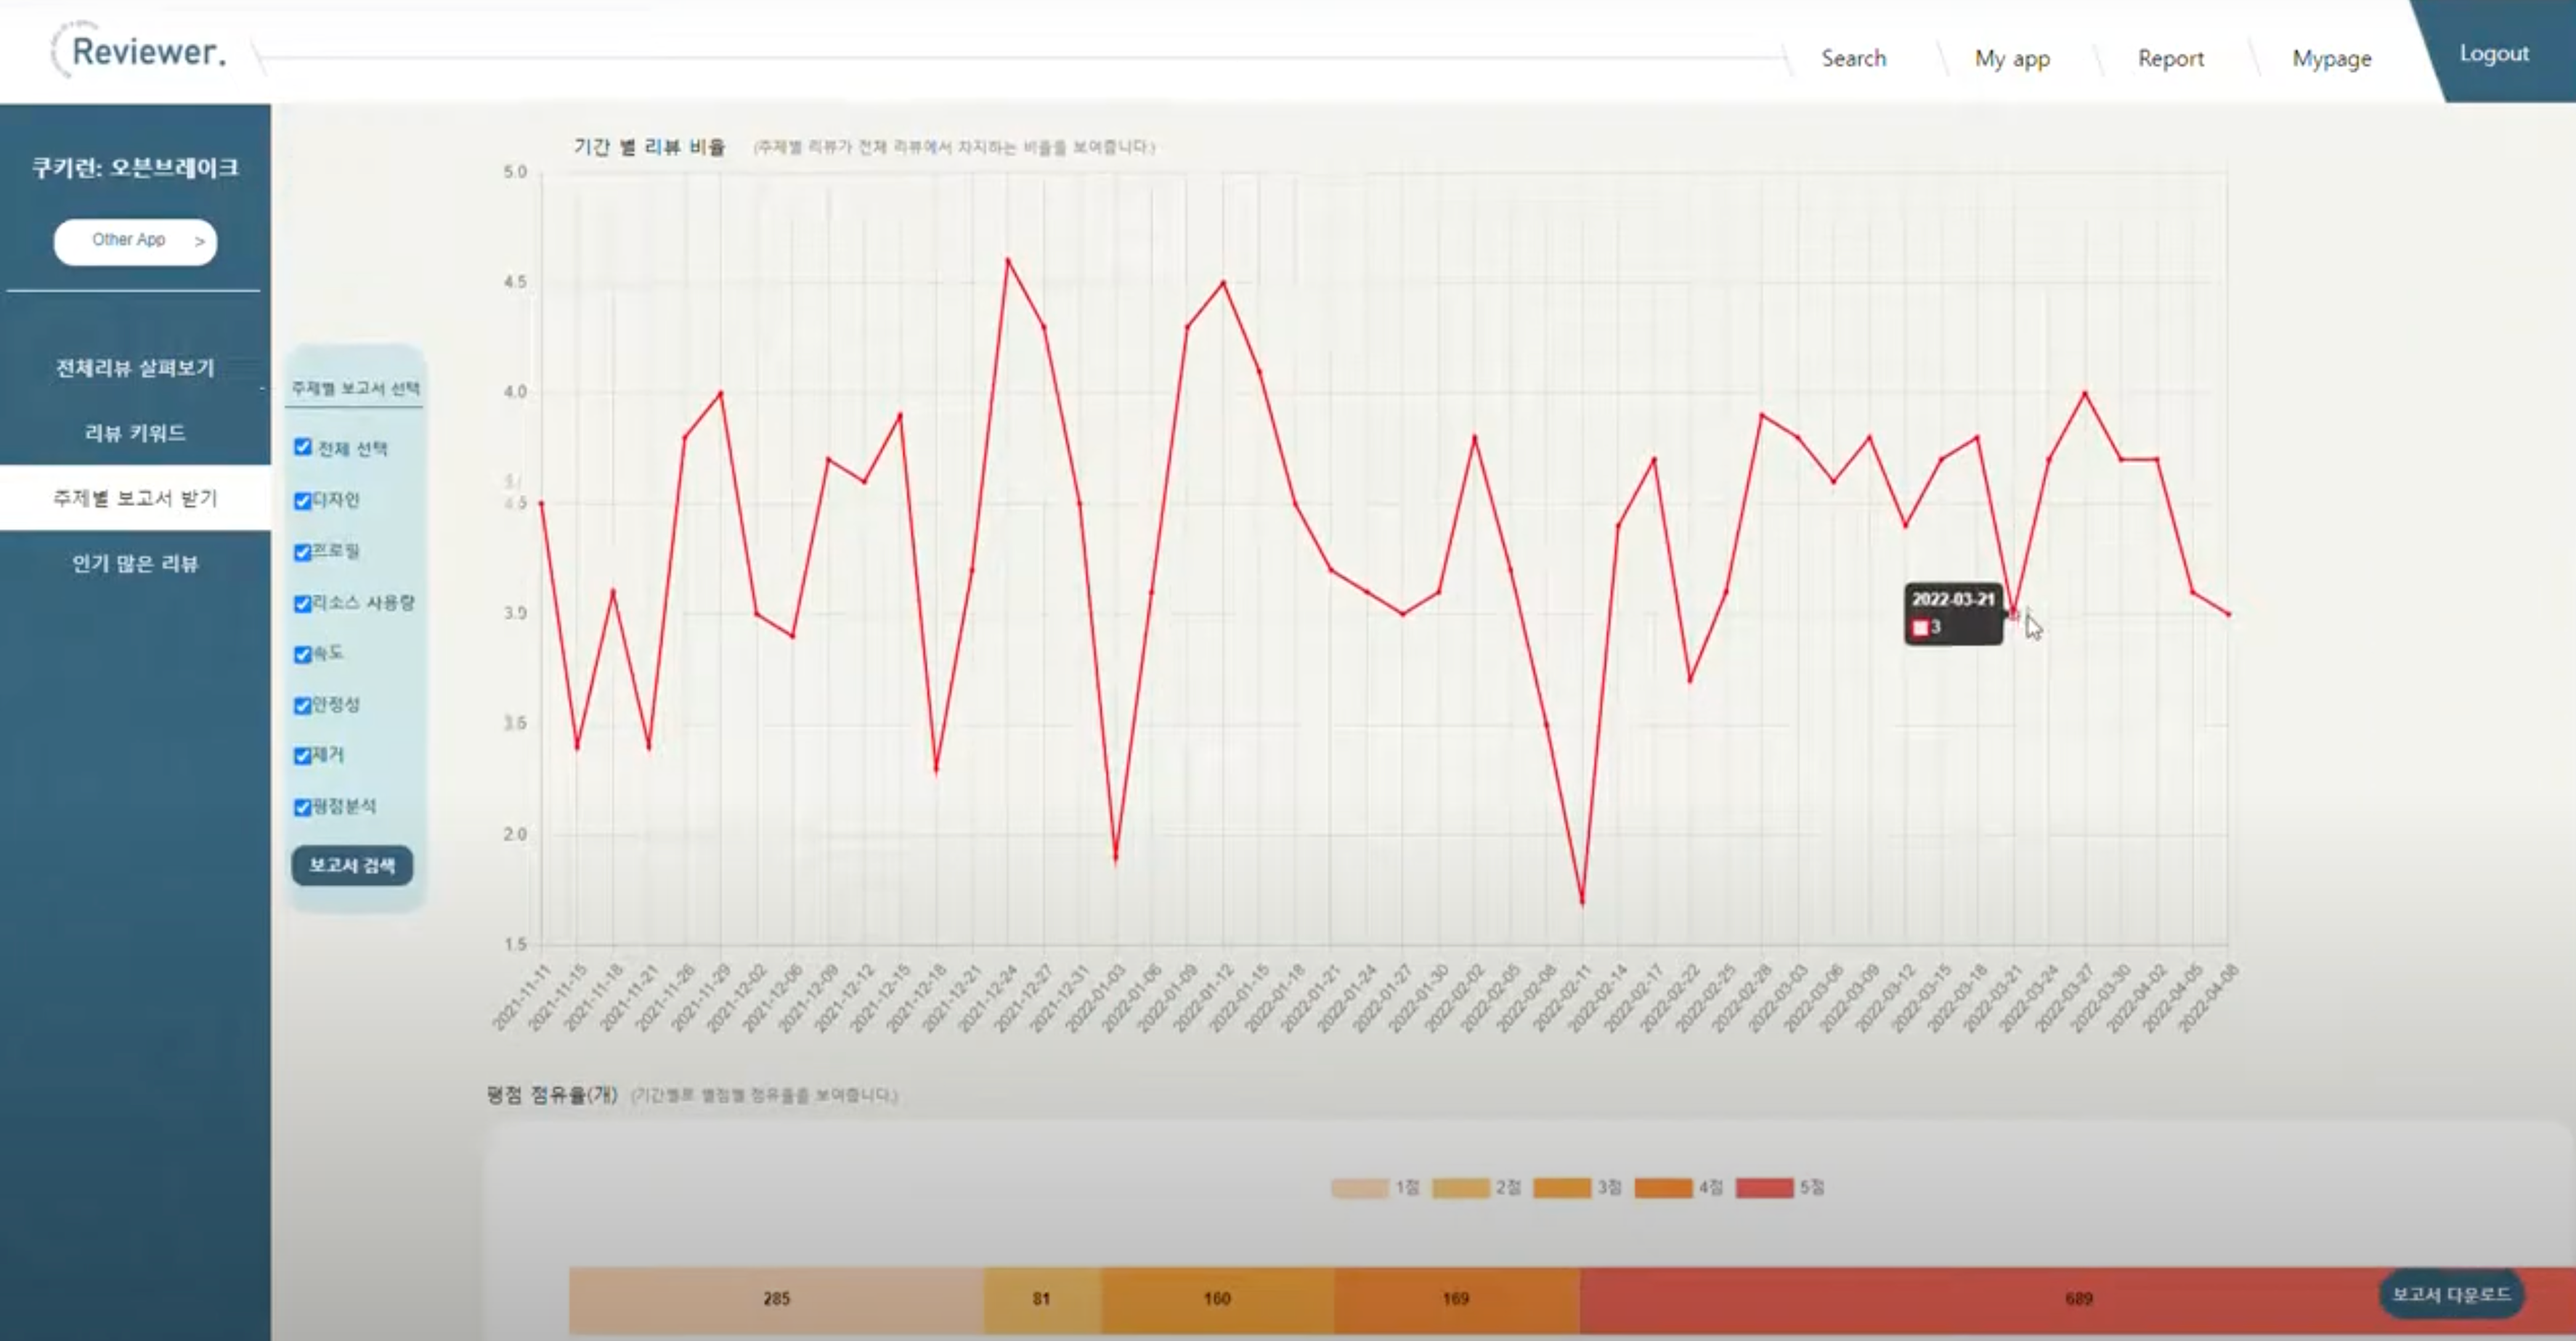 Reviewer.
Search
My app
Report
Mypage
Logout
쿠키런: 오븐브레이크
Other App >
전체리뷰 살펴보기
리뷰 키워드
주제별 보고서 받기
인기 많은 리뷰
주제별 보고서 선택
전체 선택
디자인
프로필
리소스 사용량
속도
안정성
제거
평점분석
보고서 검색
기간 별 리뷰 비율 (주제별 리뷰가 전체 리뷰에서 차지하는 비율을 보여줍니다.)
5.0
4.5
4.0
2.0
1.5
2022-03-21
3
2021-11-11
2021-11-15
2021-11-18
2021-11-21
2021-11-26
2021-11-29
2021-12-02
2021-12-06
2021-12-09
2021-12-12
2021-12-15
2021-12-18
2021-12-21
2021-12-24
2021-12-27
2021-12-31
2022-01-03
2022-01-06
2022-01-09
2022-01-12
2022-01-15
2022-01-18
2022-01-21
2022-01-24
2022-01-27
2022-01-30
2022-02-02
2022-02-05
2022-02-08
2022-02-11
2022-02-14
2022-02-17
2022-02-22
2022-02-25
2022-02-28
2022-03-03
2022-03-06
2022-03-09
2022-03-12
2022-03-15
2022-03-18
2022-03-21
2022-03-24
2022-03-27
2022-03-30
2022-04-02
2022-04-05
2022-04-08
평점 점유율(개) (기간별로 별점별 점유율을 보여줍니다.)
1점
2점
3점
4점
5점
285
81
160
169
689
보고서 다운로드